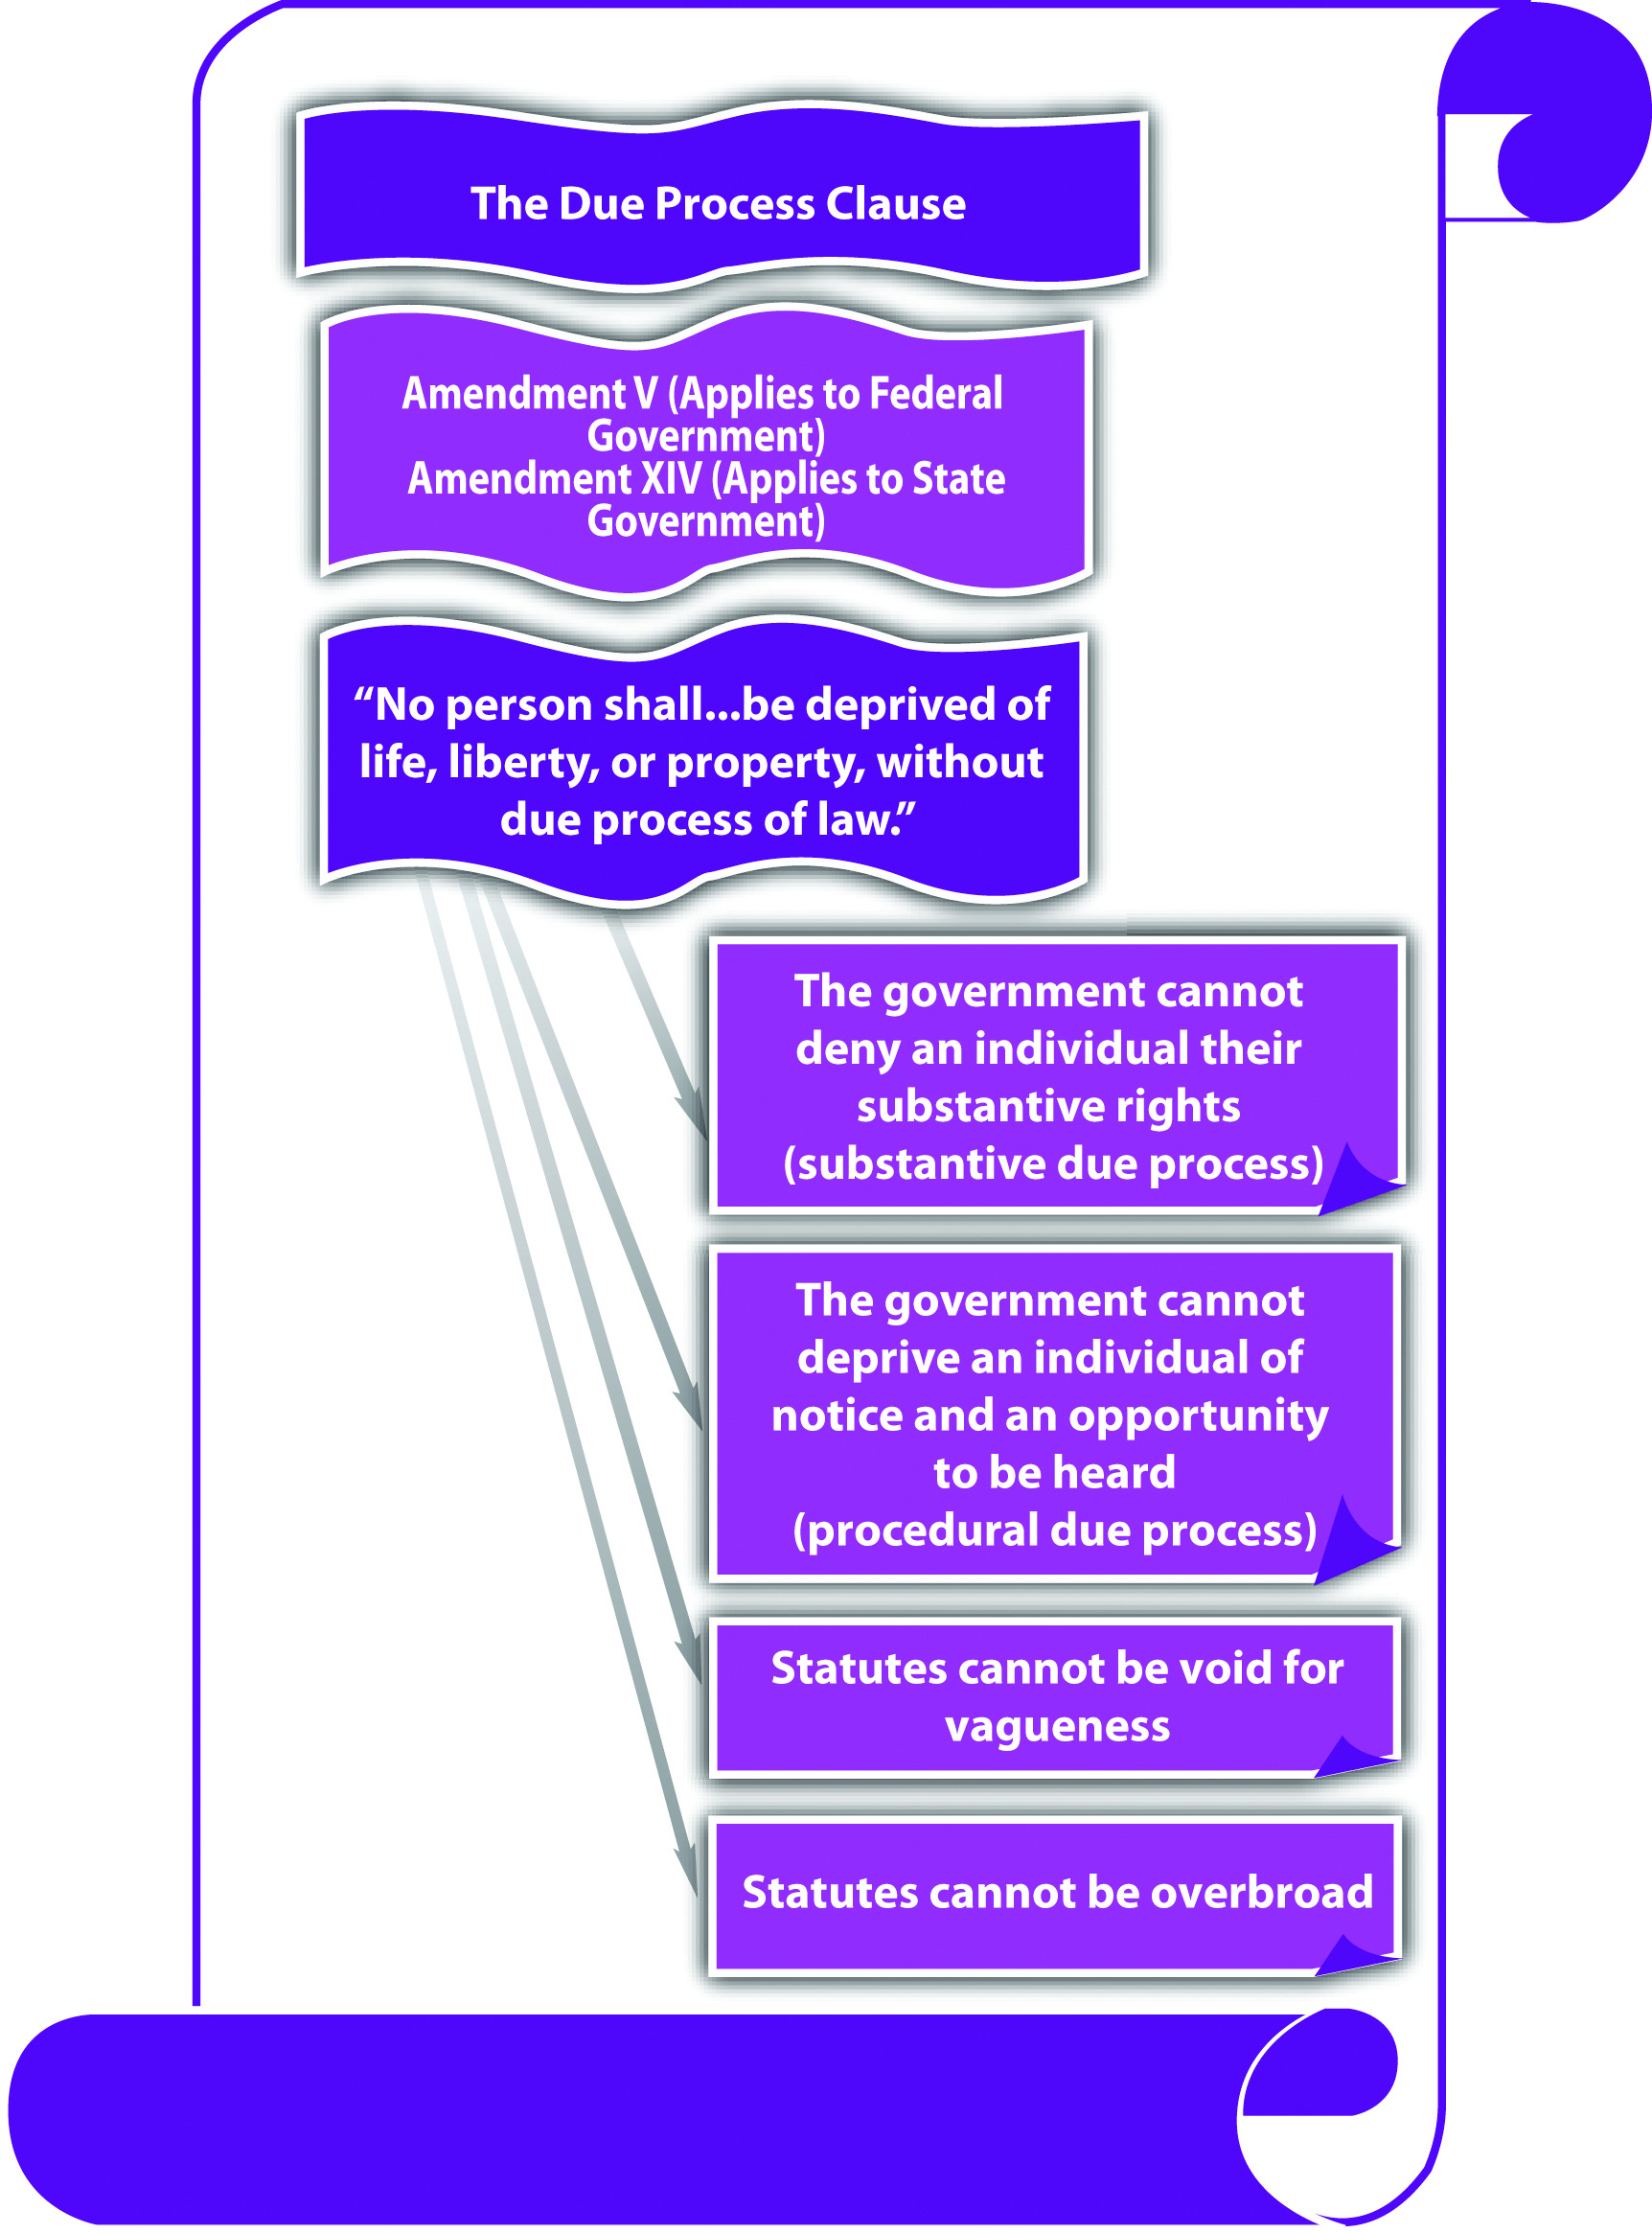 The Due Process Clause
Amendment V (Applies to Federal
Government)
Amendment XIV (Applies to State
Government)
“No person shall...be deprived of
life, liberty, or property, without
due process of law.”
The government cannot
deny an individual their
substantive rights
(substantive due process)
The government cannot
deprive an individual of
notice and an opportunity
to be heard
(procedural due process)
Statutes cannot be void for
vagueness
Statutes cannot be overbroad